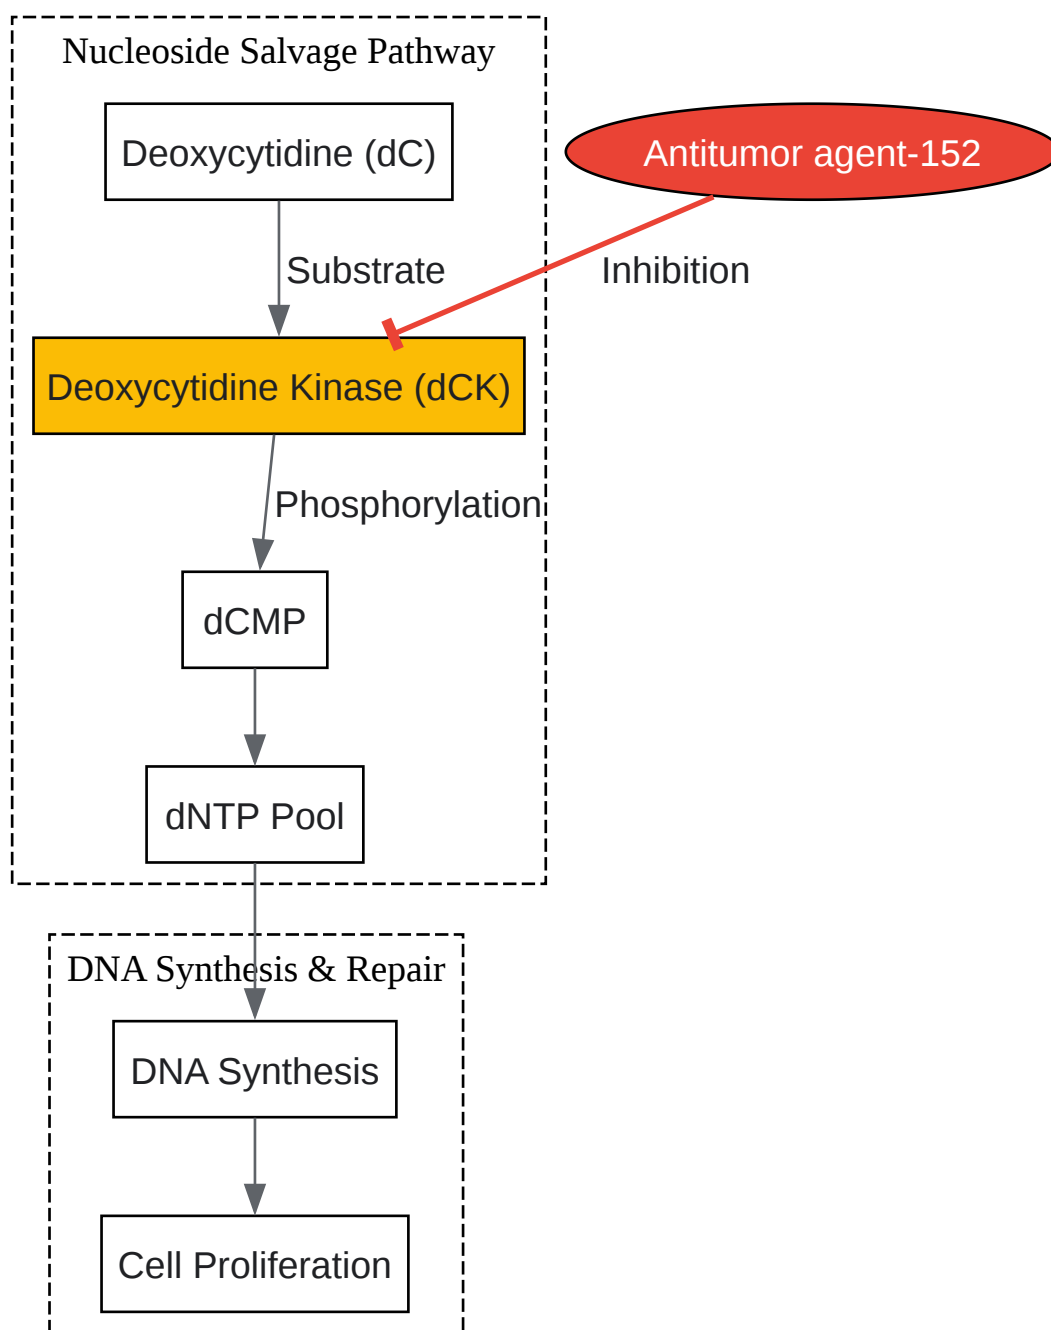 Nucleoside Salvage Pathway
Deoxycytidine (dC)
Antitumor agent-152
Substrate
Inhibition
Deoxycytidine Kinase (dCK)
Phosphorylation
dCMP
dNTP Pool
DNA Synthesis & Repair
DNA Synthesis
Cell Proliferation